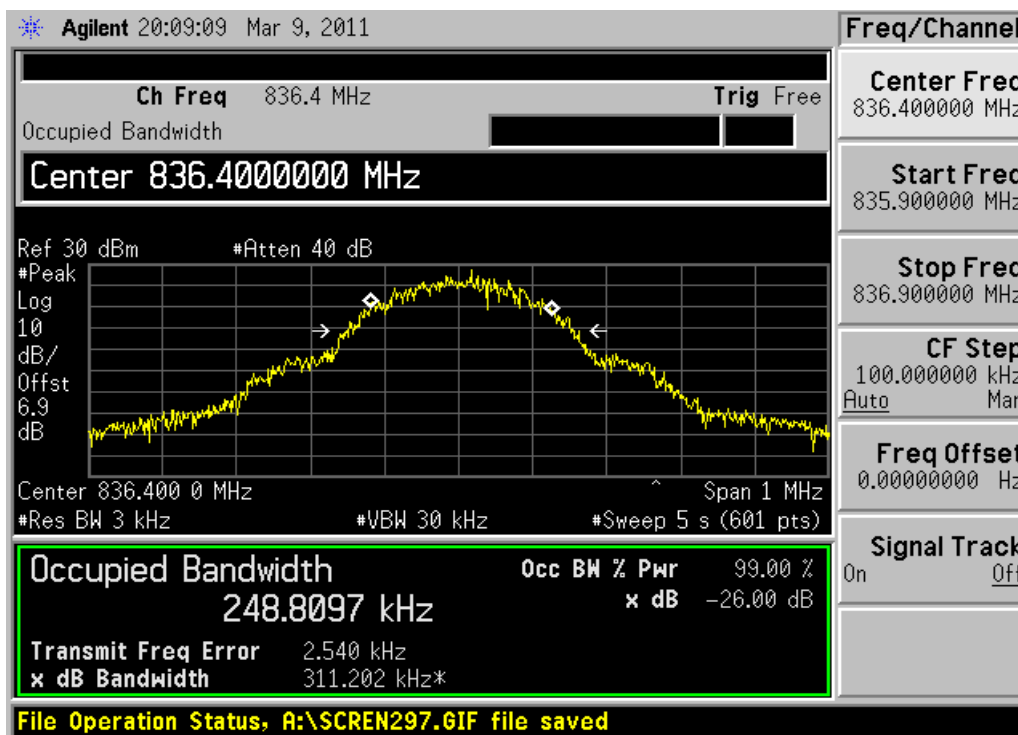 Agilent 20:09:09 Mar 9, 2011
Ch Freq 836.4 MHz Trig Free
Occupied Bandwidth
Center 836.4000000 MHz
Ref 30 dBm #Atten 40 dB
#Peak
Log
10
dB/
Offst
6.9
dB
Center 836.400 0 MHz Span 1 MHz
#Res BW 3 kHz #VBW 30 kHz #Sweep 5 s (601 pts)
Occupied Bandwidth Occ BW % Pwr 99.00 %
248.8097 kHz x dB -26.00 dB
Transmit Freq Error 2.540 kHz
x dB Bandwidth 311.202 kHz*
File Operation Status, A:\SCREN297.GIF file saved
Freq/Channel
Center Freq
836.400000 MHz
Start Freq
835.900000 MHz
Stop Freq
836.900000 MHz
CF Step
100.000000 kHz
Auto Man
Freq Offset
0.00000000 Hz
Signal Track
On Off